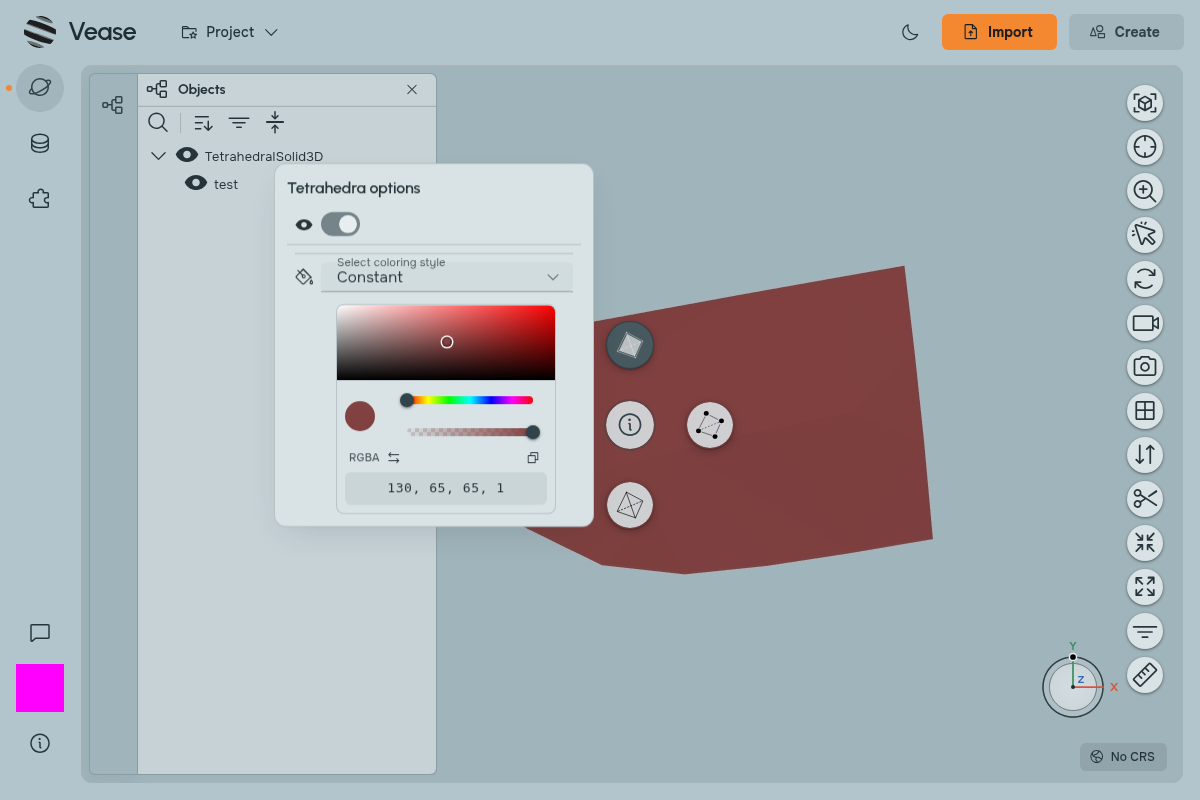 Vease
Project
Import
Create
Objects
TetrahedralSolid3D
test
Tetrahedra options
Select coloring style
Constant
RGBA
130, 65, 65, 1
Y
Z
X
No CRS